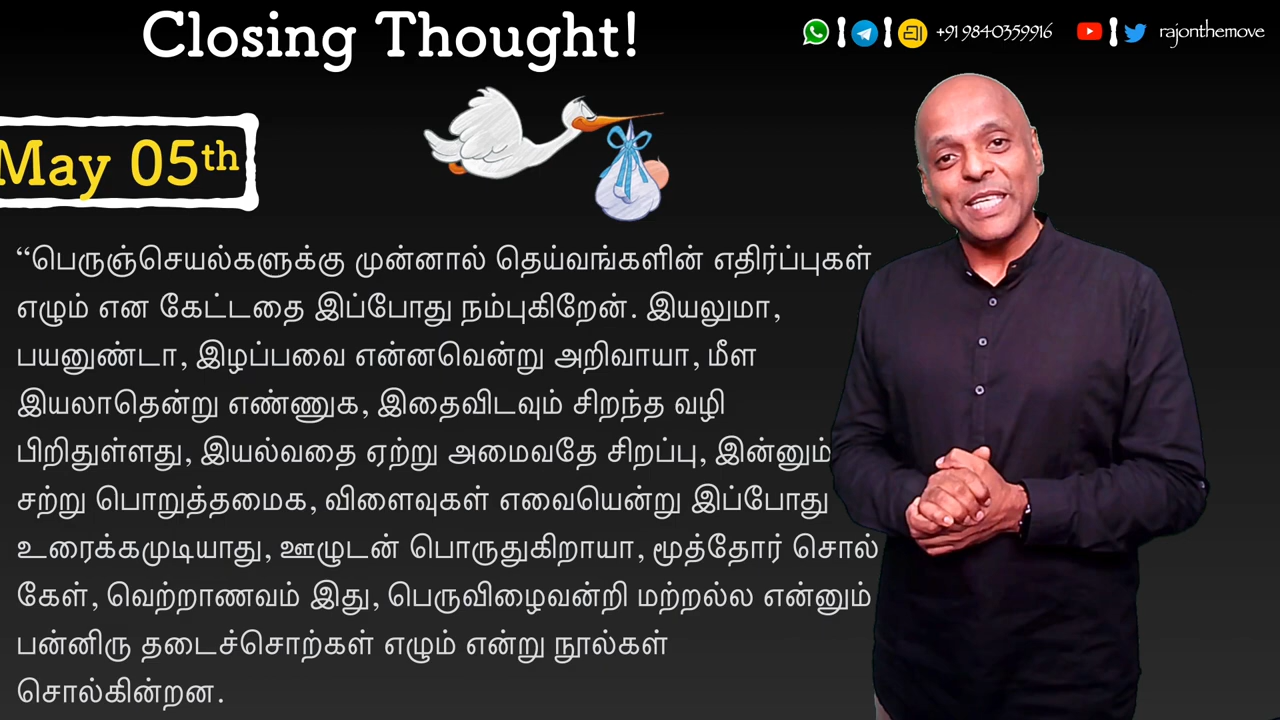 Closing Thought!
+91 9840359916 rajonthemove
May 05th
“பெருஞ்செயல்களுக்கு முன்னால் தெய்வங்களின் எதிர்ப்புகள்
எழும் என கேட்டதை இப்போது நம்புகிறேன். இயலுமா,
பயனுண்டா, இழப்பவை என்னவென்று அறிவாயா, மீள
இயலாதென்று எண்ணுக, இதைவிடவும் சிறந்த வழி
பிறிதுள்ளது, இயல்வதை ஏற்று அமைவதே சிறப்பு, இன்னும்
சற்று பொறுத்தமைக, விளைவுகள் எவையென்று இப்போது
உரைக்கமுடியாது, ஊழுடன் பொருதுகிறாயா, மூத்தோர் சொல்
கேள், வெற்றாணவம் இது, பெருவிழைவன்றி மற்றல்ல என்னும்
பன்னிரு தடைச்சொற்கள் எழும் என்று நூல்கள்
சொல்கின்றன.